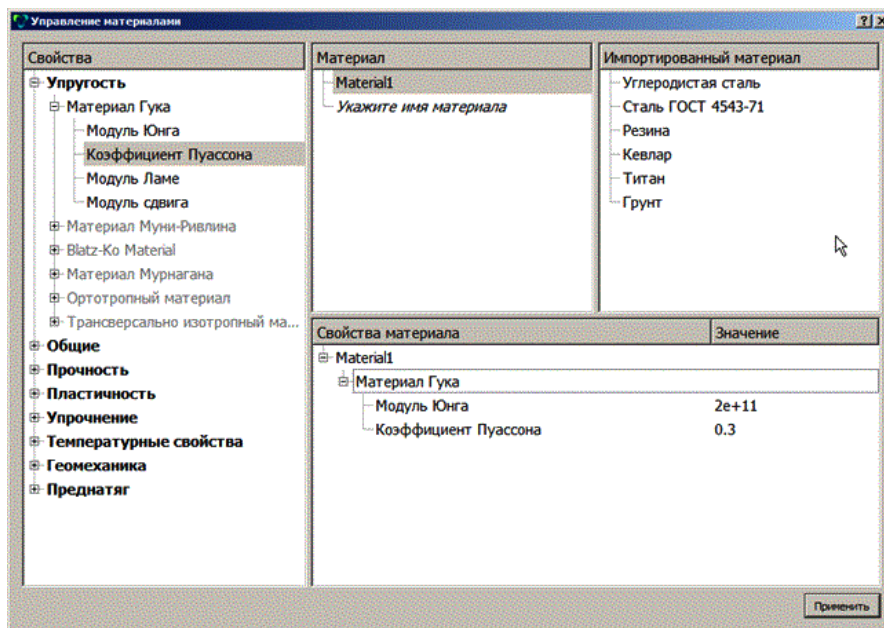 Управление материалами
Свойства
Упругость
Материал Гука
Модуль Юнга
Коэффициент Пуассона
Модуль Ламе
Модуль сдвига
Материал Муни-Ривлина
Blatz-Ko Material
Материал Мурнагана
Ортотропный материал
Трансверсально изотропный ма...
Общие
Прочность
Пластичность
Упрочнение
Температурные свойства
Геомеханика
Преднатяг
Материал
Material1
Укажите имя материала
Импортированный материал
Углеродистая сталь
Сталь ГОСТ 4543-71
Резина
Кевлар
Титан
Грунт
Свойства материала Значение
Material1
Материал Гука
Модуль Юнга 2e+11
Коэффициент Пуассона 0.3
Применить